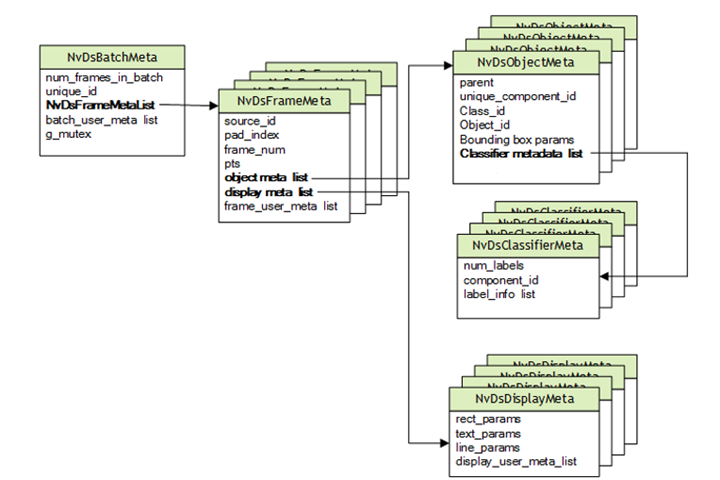 NvDsBatchMeta
num_frames_in_batch
unique_id
NvDsFrameMetaList
batch_user_meta list
g_mutex
NvDsFrameMeta
source_id
pad_index
frame_num
pts
object meta list
display meta list
frame_user_meta list
NvDsObjectMeta
NvDsObjectMeta
NvDsObjectMeta
NvDsObjectMeta
parent
unique_component_id
Class_id
Object_id
Bounding box params
Classifier metadata list
NvDsClassifierMeta
NvDsClassifierMeta
NvDsClassifierMeta
NvDsClassifierMeta
num_labels
component_id
label_info list
NvDsDisplayMeta
NvDsDisplayMeta
NvDsDisplayMeta
NvDsDisplayMeta
rect_params
text_params
line_params
display_user_meta_list